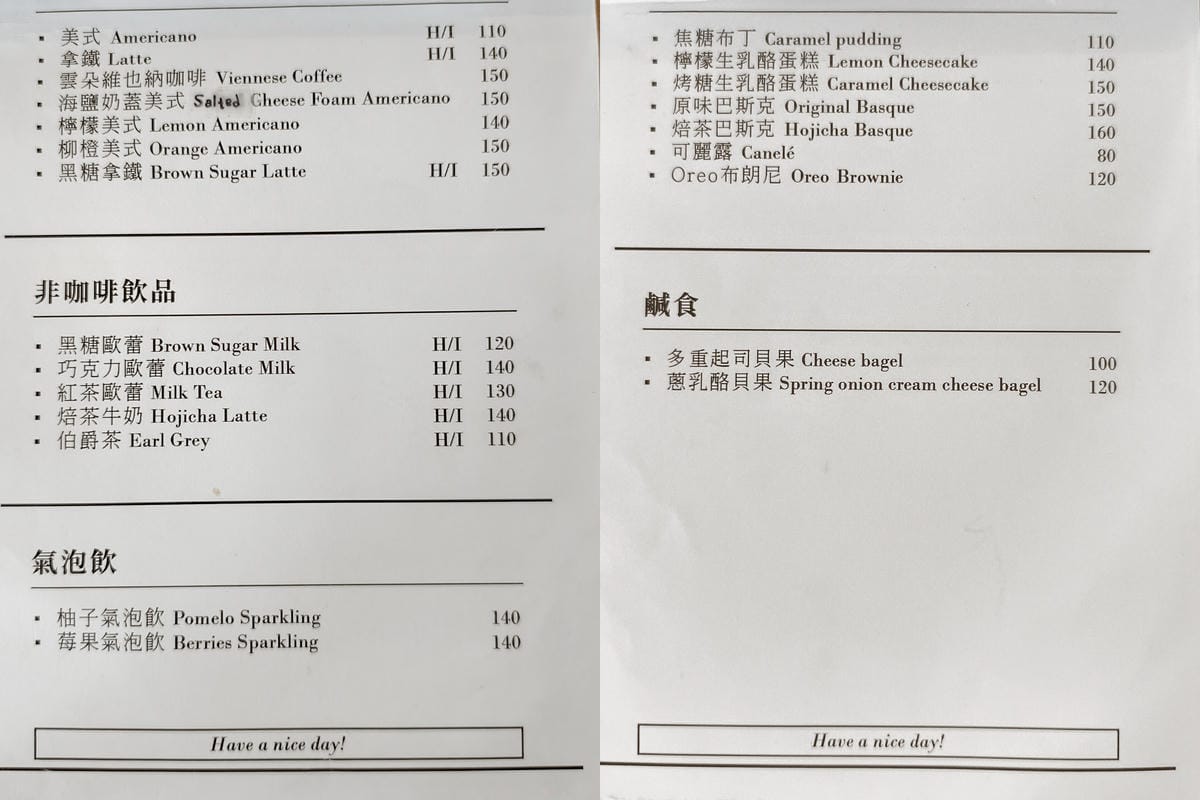 ▪ 美式 Americano H/I 110
▪ 拿鐵 Latte H/I 140
▪ 雲朵維也納咖啡 Viennese Coffee 150
▪ 海鹽奶蓋美式 Salted Cheese Foam Americano 150
▪ 檸檬美式 Lemon Americano 140
▪ 柳橙美式 Orange Americano 150
▪ 黑糖拿鐵 Brown Sugar Latte H/I 150
非咖啡飲品
▪ 黑糖歐蕾 Brown Sugar Milk H/I 120
▪ 巧克力歐蕾 Chocolate Milk H/I 140
▪ 紅茶歐蕾 Milk Tea H/I 130
▪ 焙茶牛奶 Hojicha Latte H/I 140
▪ 伯爵茶 Earl Grey H/I 110
氣泡飲
▪ 柚子氣泡飲 Pomelo Sparkling 140
▪ 莓果氣泡飲 Berries Sparkling 140
Have a nice day!
▪ 焦糖布丁 Caramel pudding 110
▪ 檸檬生乳酪蛋糕 Lemon Cheesecake 140
▪ 烤糖生乳酪蛋糕 Caramel Cheesecake 150
▪ 原味巴斯克 Original Basque 150
▪ 焙茶巴斯克 Hojicha Basque 160
▪ 可麗露 Canelé 80
▪ Oreo布朗尼 Oreo Brownie 120
鹹食
▪ 多重起司貝果 Cheese bagel 100
▪ 蔥乳酪貝果 Spring onion cream cheese bagel 120
Have a nice day!